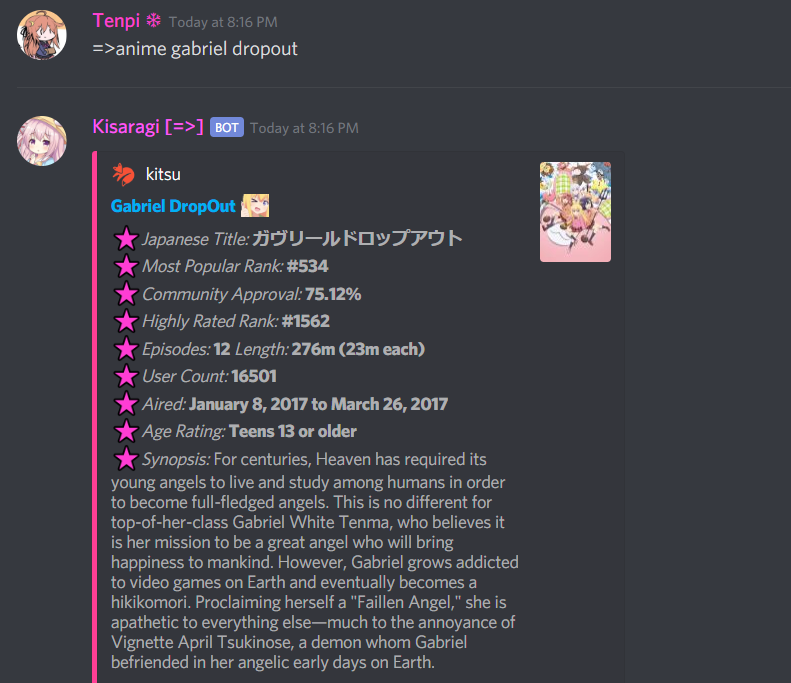 Tenpi Today at 8:16 PM
=>anime gabriel dropout
Kisaragi [=>] BOT Today at 8:16 PM
kitsu
Gabriel DropOut
Japanese Title: ガヴリールドロップアウト
Most Popular Rank: #534
Community Approval: 75.12%
Highly Rated Rank: #1562
Episodes: 12 Length: 276m (23m each)
User Count: 16501
Aired: January 8, 2017 to March 26, 2017
Age Rating: Teens 13 or older
Synopsis: For centuries, Heaven has required its
young angels to live and study among humans in order
to become full-fledged angels. This is no different for
top-of-her-class Gabriel White Tenma, who believes it
is her mission to be a great angel who will bring
happiness to mankind. However, Gabriel grows addicted
to video games on Earth and eventually becomes a
hikikomori. Proclaiming herself a "Faillen Angel," she is
apathetic to everything else—much to the annoyance of
Vignette April Tsukinose, a demon whom Gabriel
befriended in her angelic early days on Earth.